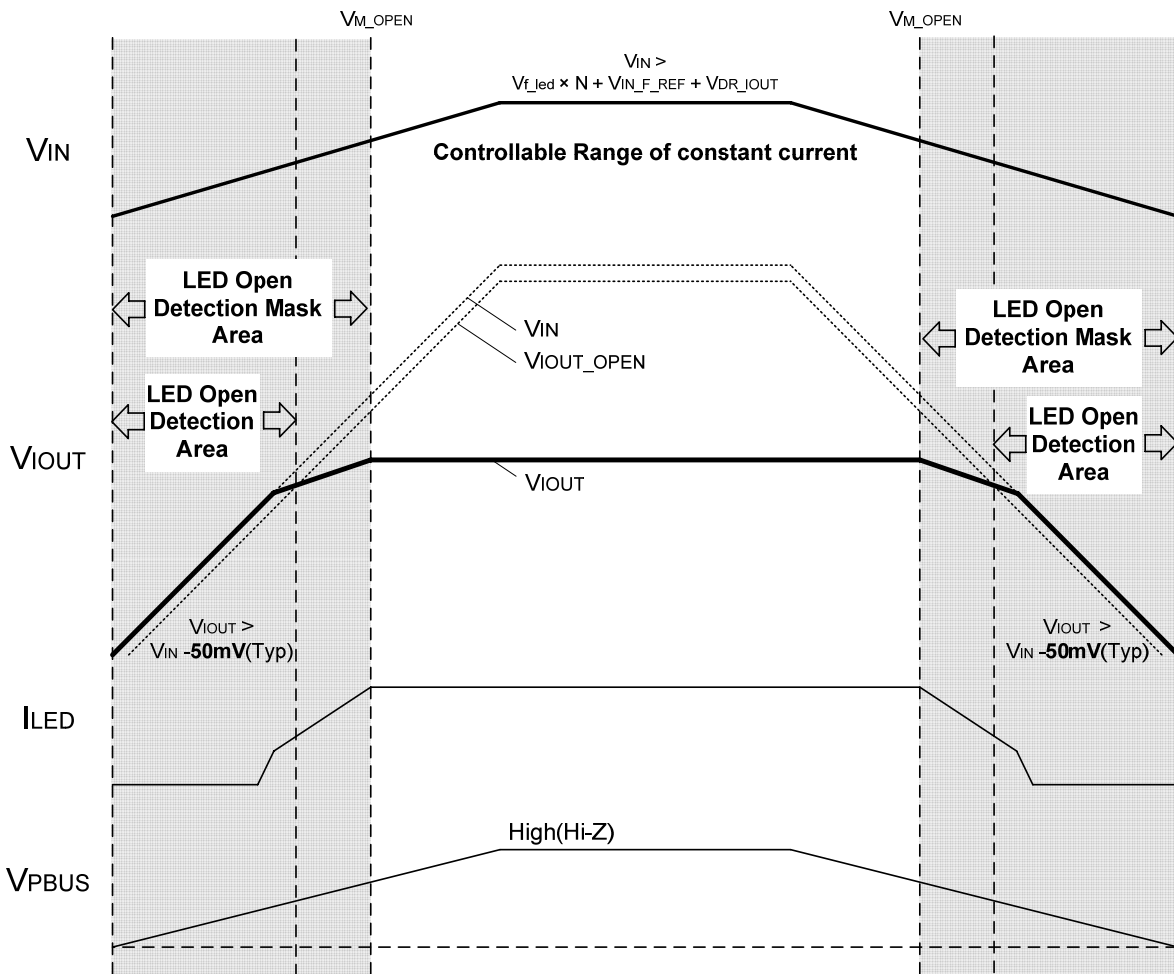 VM_OPEN
VM_OPEN
VIN >
Vf_led × N + VIN_F_REF + VDR_IOUT
VIN
Controllable Range of constant current
LED Open
Detection Mask
Area
LED Open
Detection Mask
Area
VIN
VIOUT_OPEN
LED Open
Detection
Area
LED Open
Detection
Area
VIOUT
VIOUT
VIOUT >
VIN -50mV(Typ)
VIOUT >
VIN -50mV(Typ)
ILED
High(Hi-Z)
VPBUS